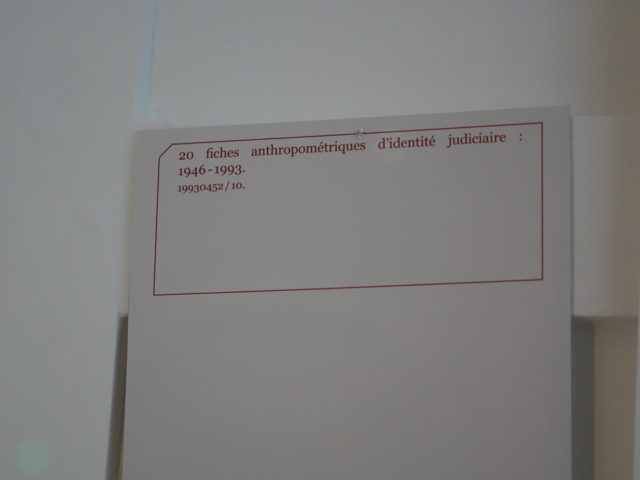 20 fiches anthropométriques d'identité judiciaire :
1946-1993.
19930452/10.